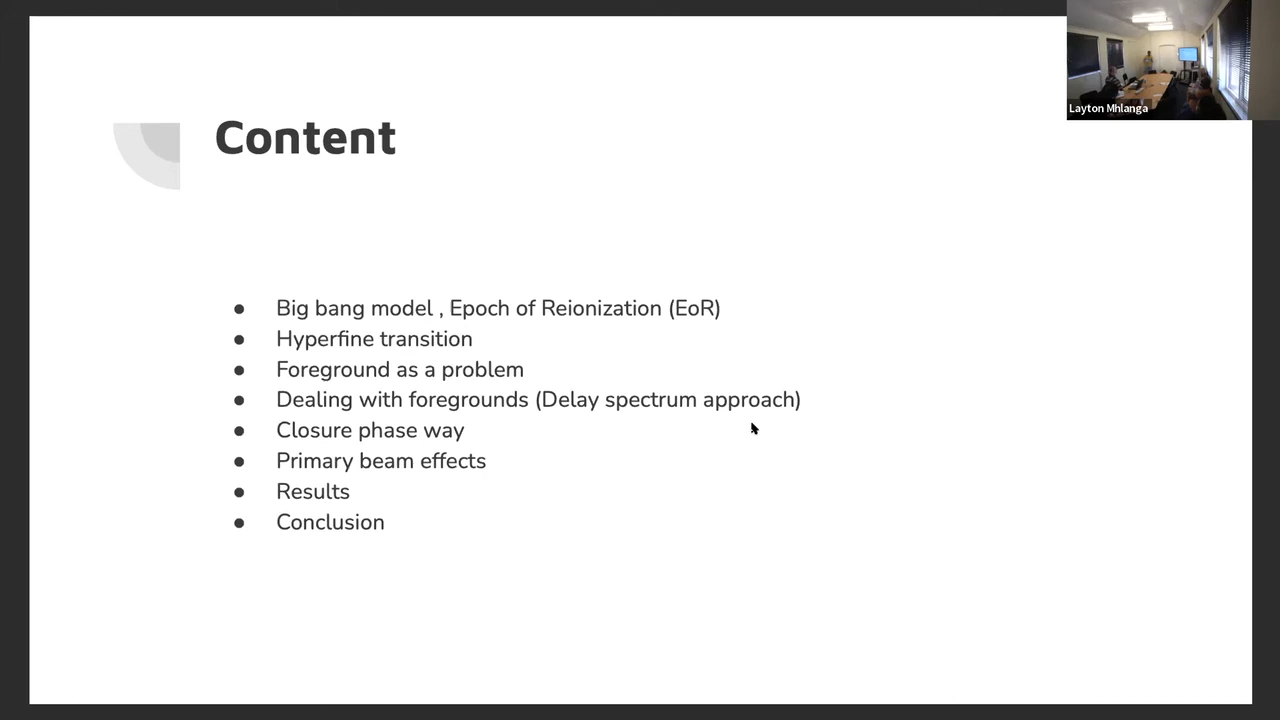 Layton Mhlanga
Content
● Big bang model , Epoch of Reionization (EoR)
● Hyperfine transition
● Foreground as a problem
● Dealing with foregrounds (Delay spectrum approach)
● Closure phase way
● Primary beam effects
● Results
● Conclusion